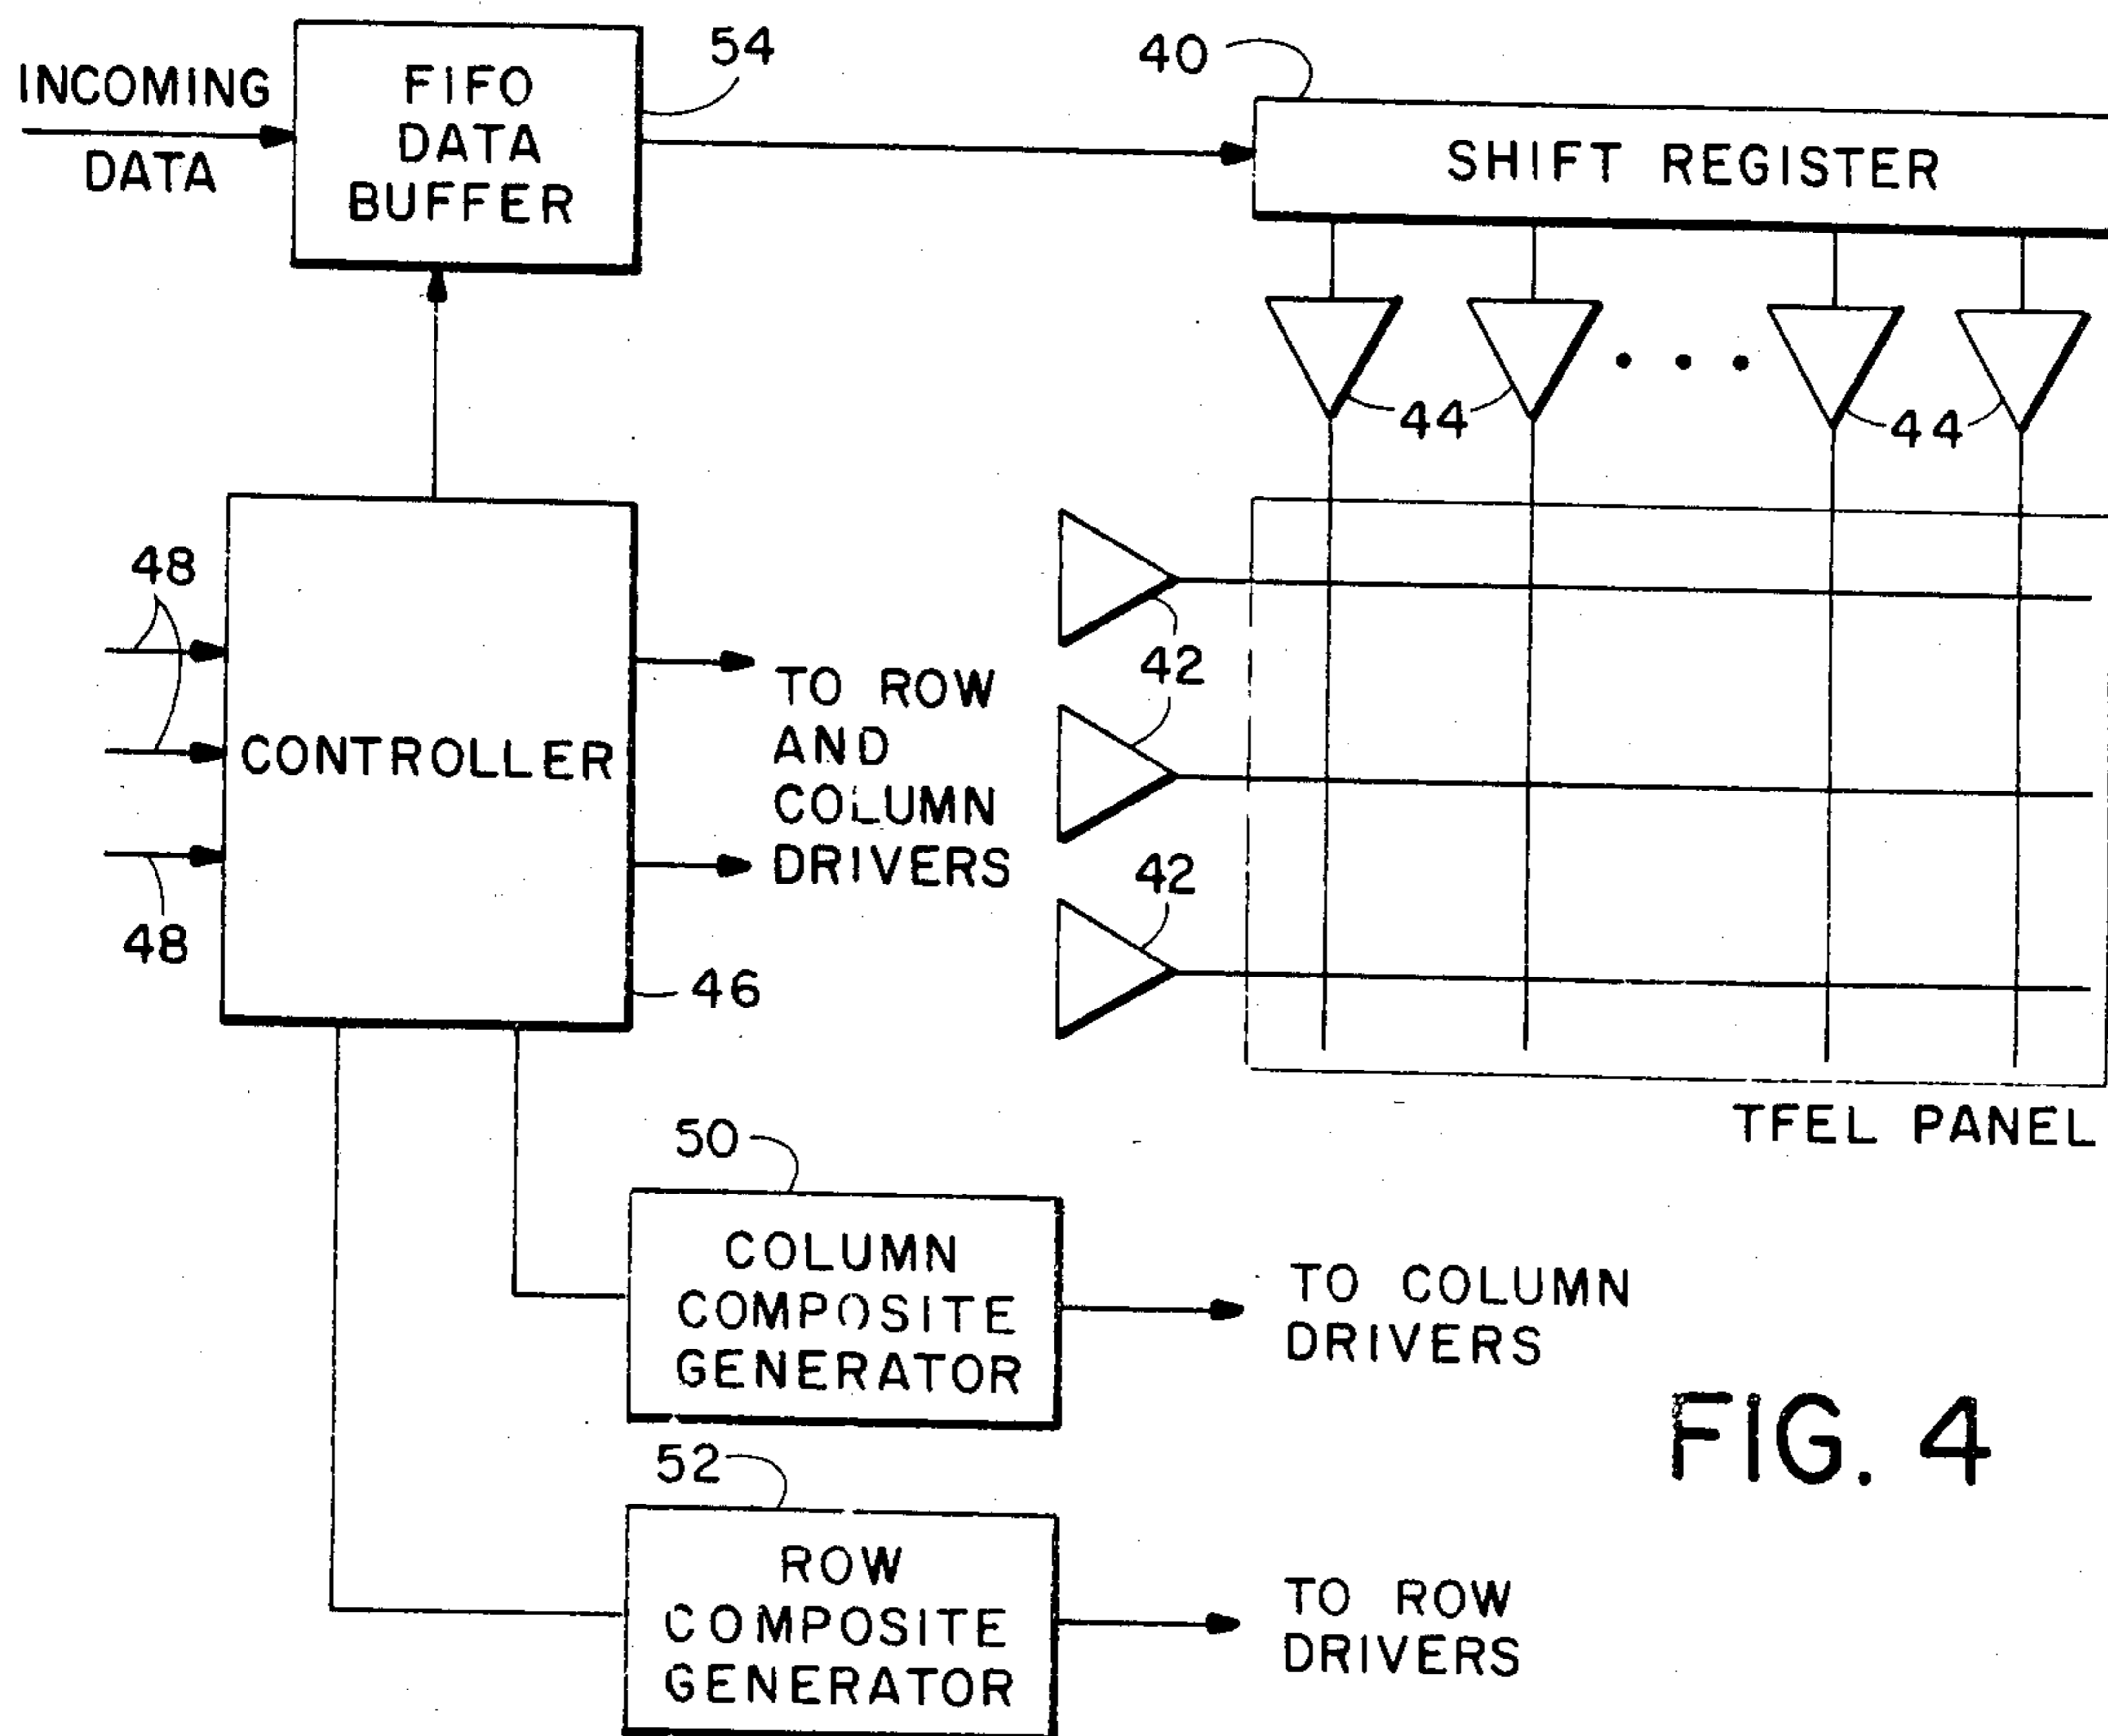 54
40
INCOMING
DATA
FIFO
DATA
BUFFER
SHIFT REGISTER
44
44
48
48
CONTROLLER
46
TO ROW
AND
COLUMN
DRIVERS
42
42
TFEL PANEL
50
COLUMN
COMPOSITE
GENERATOR
TO COLUMN
DRIVERS
52
ROW
COMPOSITE
GENERATOR
TO ROW
DRIVERS
FIG. 4